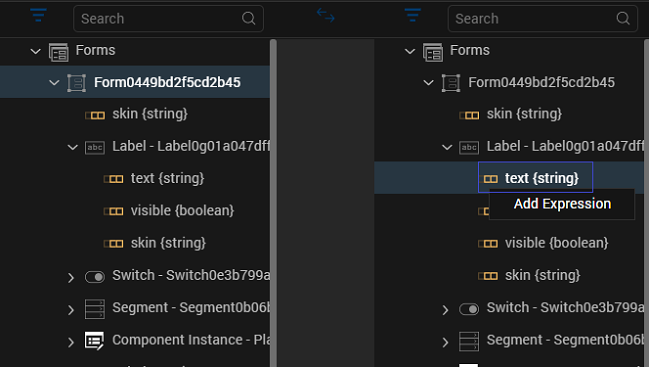 Search
Forms
Form0449bd2f5cd2b45
skin {string}
Label - Label0g01a047dff
text {string}
visible {boolean}
skin {string}
Switch - Switch0e3b799a
Segment - Segment0b06b
Component Instance - Pla
Search
Forms
Form0449bd2f5cd2b45
skin {string}
Label - Label0g01a047dff
text {string}
Add Expression
visible {boolean}
skin {string}
Switch - Switch0e3b799a
Segment - Segment0b06b